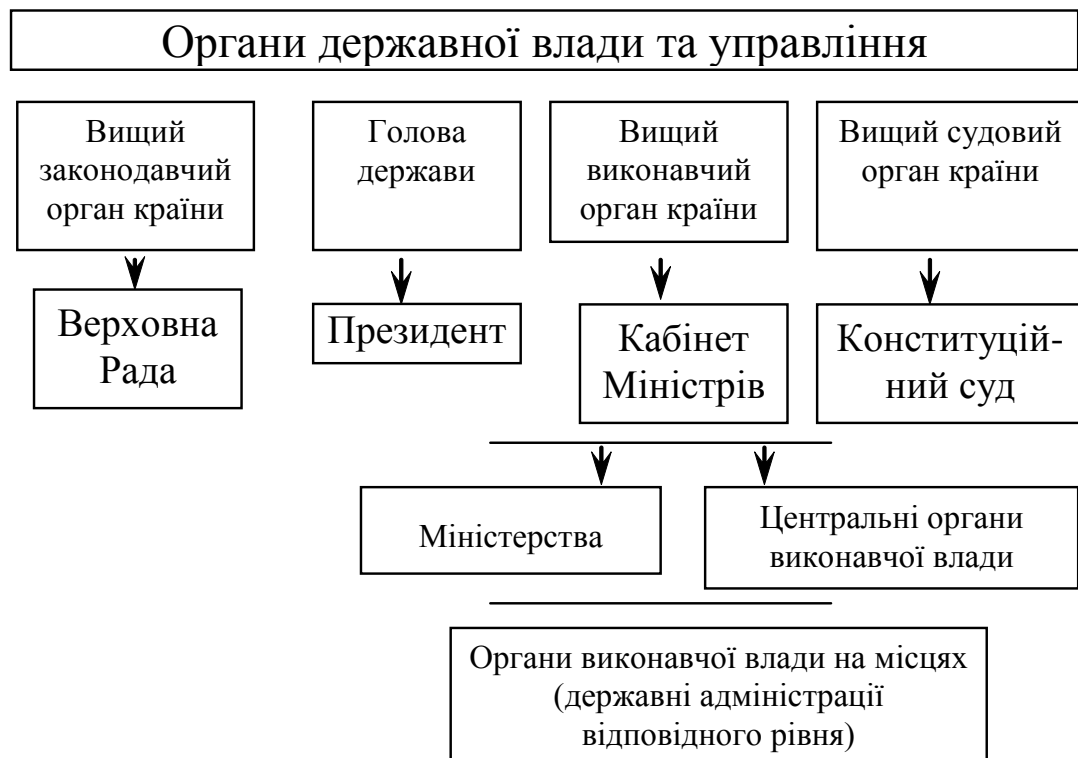 Органи державної влади та управління
Вищий
законодавчий
орган країни
Голова
держави
Вищий
виконавчий
орган країни
Вищий судовий
орган країни
Верховна
Рада
Президент
Кабінет
Міністрів
Конституцій-
ний суд
Міністерства
Центральні органи
виконавчої влади
Органи виконавчої влади на місцях
(державні адміністрації
відповідного рівня)